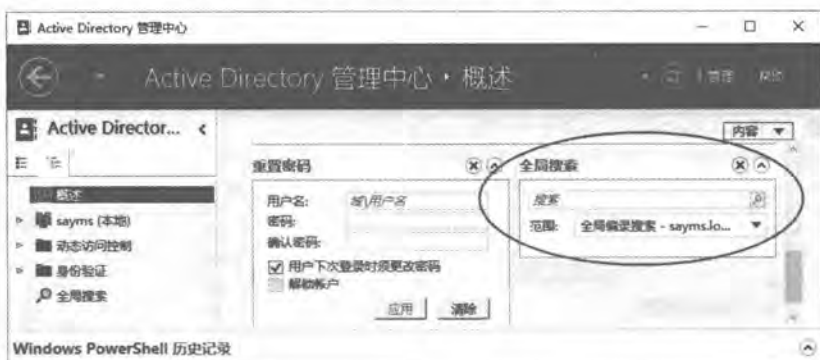 Active Directory 管理中心
Active Directory 管理中心 · 概述
管理
Active Director...
内容
概述
sayms (本地)
动态访问控制
身份验证
全局搜索
重置密码
用户名: 域\用户名
密码:
确认密码:
用户下次登录时须更改密码
解锁帐户
应用 清除
全局搜索
搜索
范围: 全局编录搜索 - sayms.lo...
Windows PowerShell 历史记录